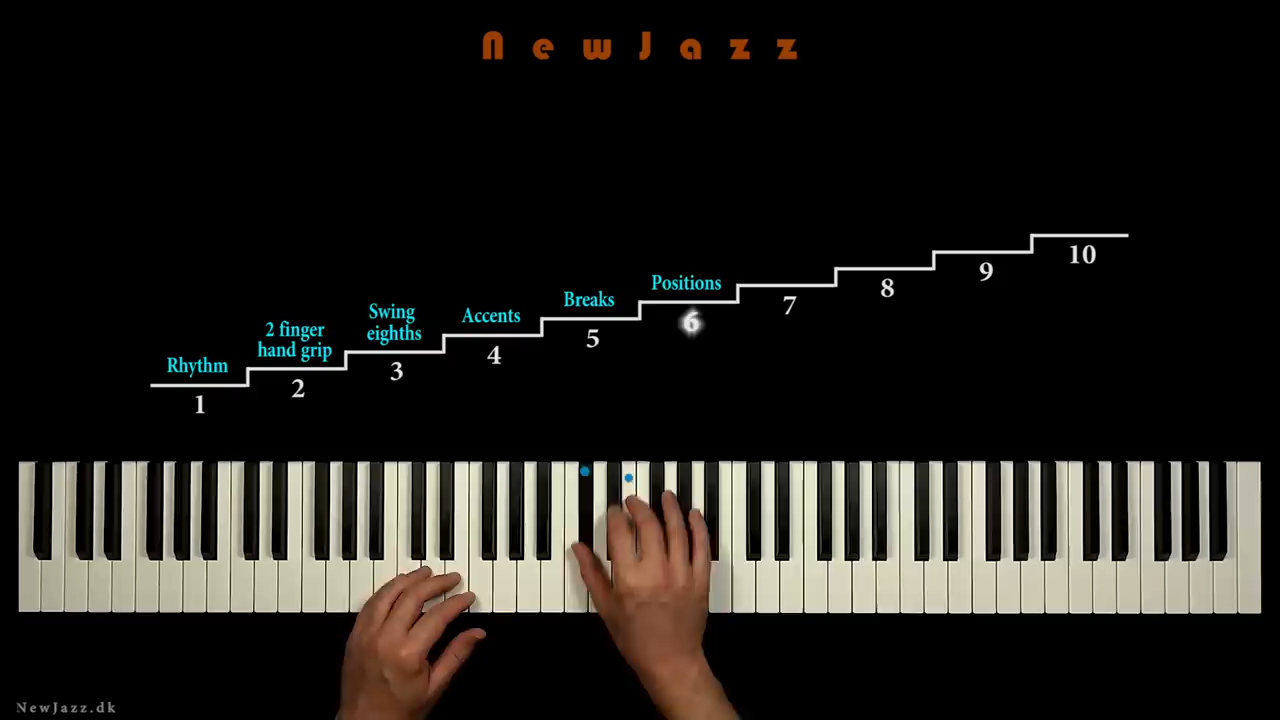 NewJazz
Rhythm
1
2 finger
hand grip
2
Swing
eighths
3
Accents
4
Breaks
5
Positions
6
7
8
9
10
NewJazz.dk